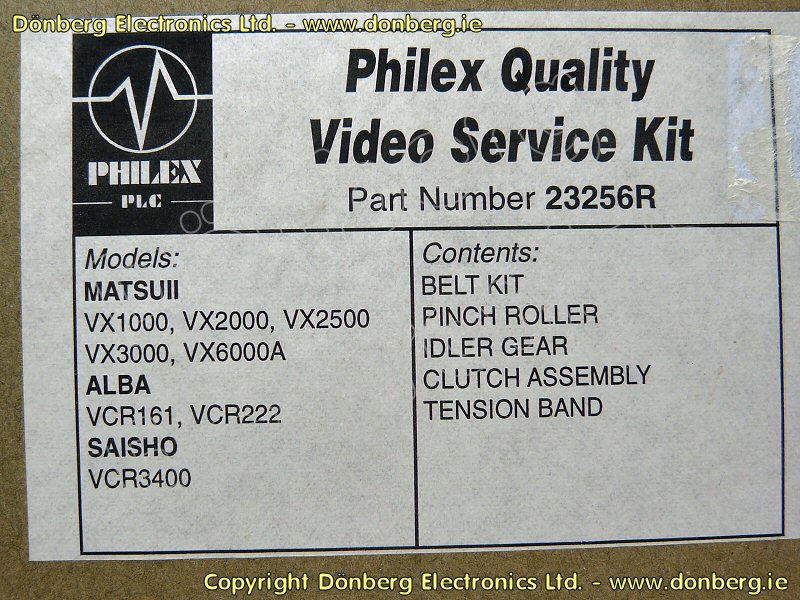 Dönberg Electronics Ltd. - www.donberg.ie
PHILEX
PLC
Philex Quality
Video Service Kit
Part Number 23256R
Models:
MATSUII
VX1000, VX2000, VX2500
VX3000, VX6000A
ALBA
VCR161, VCR222
SAISHO
VCR3400
Contents:
BELT KIT
PINCH ROLLER
IDLER GEAR
CLUTCH ASSEMBLY
TENSION BAND
Copyright Dönberg Electronics Ltd. - www.donberg.ie